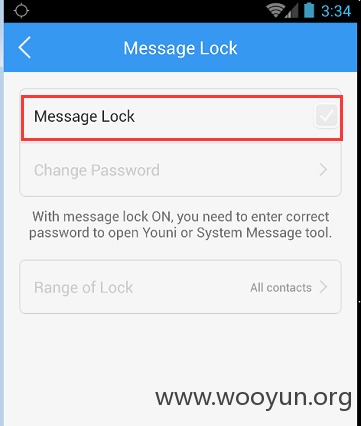 3:34
Message Lock
Message Lock
Change Password
With message lock ON, you need to enter correct
password to open Youni or System Message tool.
Range of Lock All contacts
www.wooyun.org